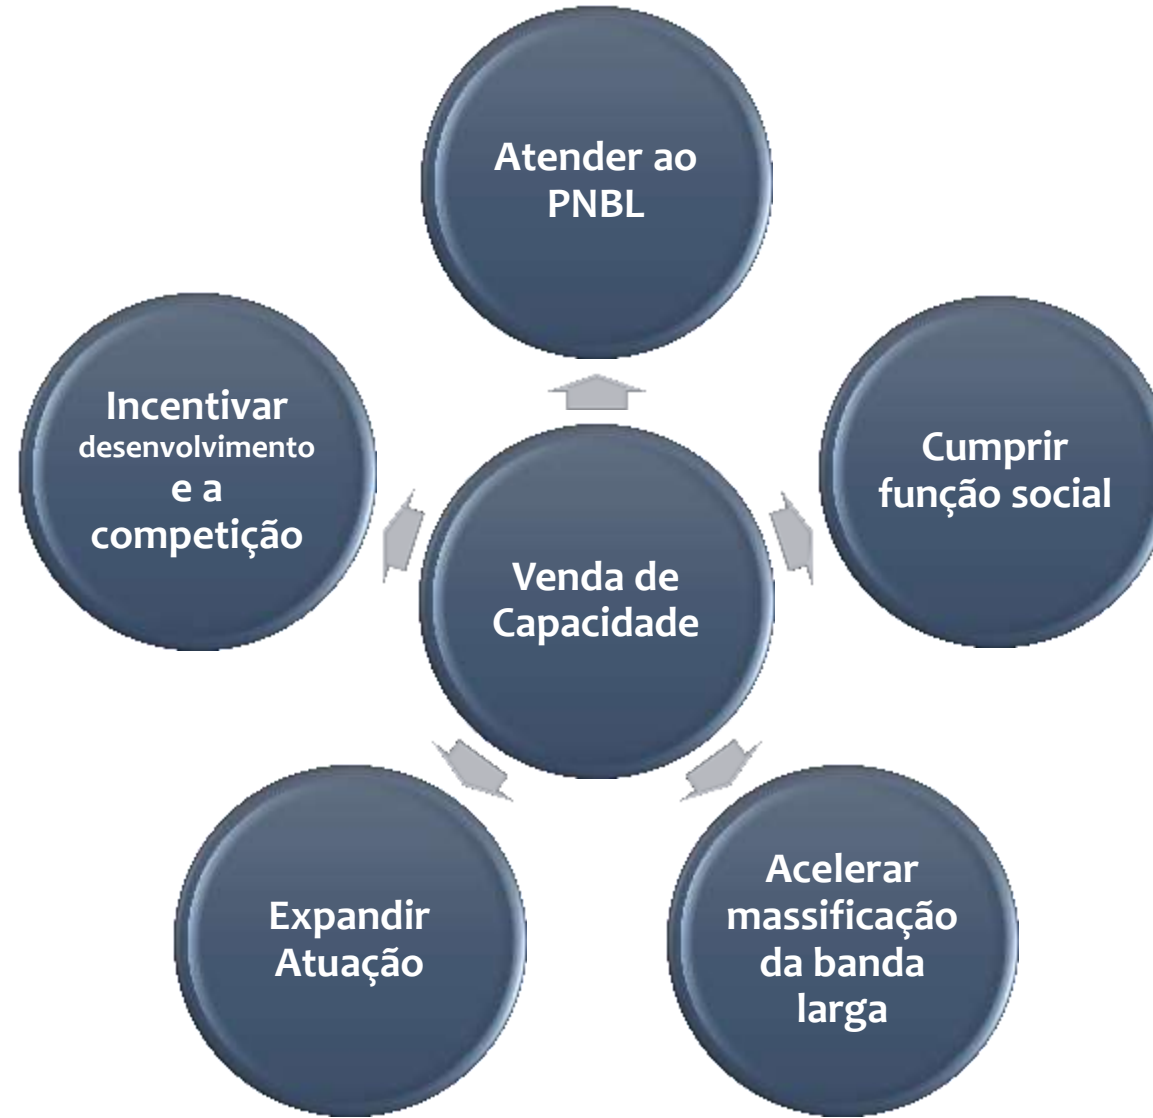 Atender ao
PNBL
Incentivar
desenvolvimento
e a
competição
Cumprir
função social
Venda de
Capacidade
Expandir
Atuação
Acelerar
massificação
da banda
larga